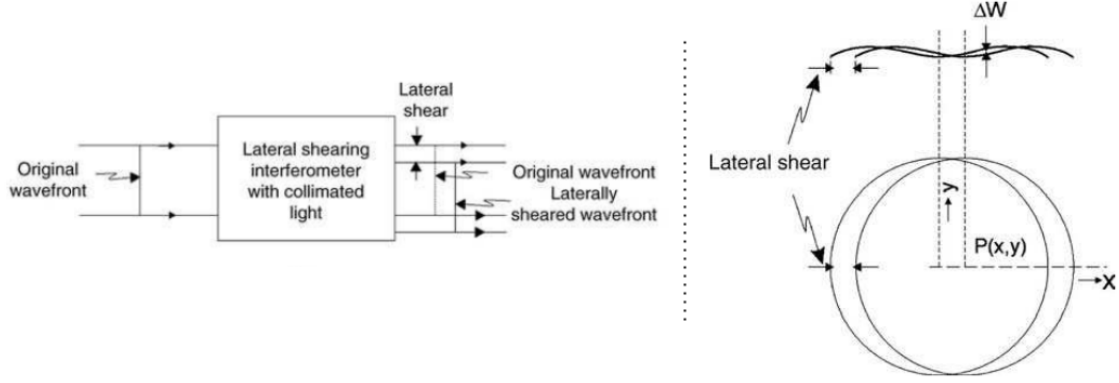 Original
wavefront
Lateral shearing
interferometer
with collimated
light
Lateral
shear
Original wavefront
Laterally
sheared wavefront
ΔW
Lateral shear
y
P(x,y)
X